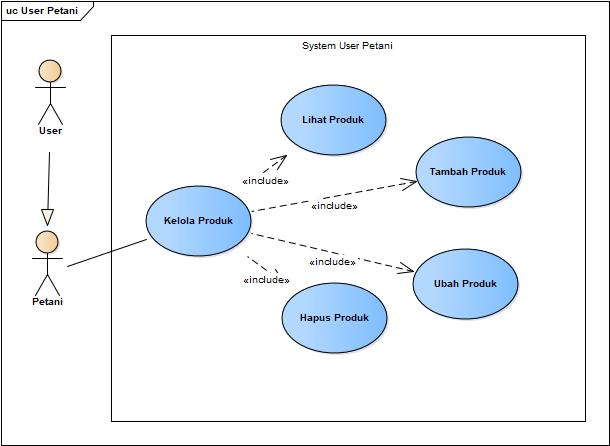 uc User Petani
System User Petani
User
Lihat Produk
Tambah Produk
«include»
«include»
Kelola Produk
Petani
«include»
«include»
Ubah Produk
Hapus Produk